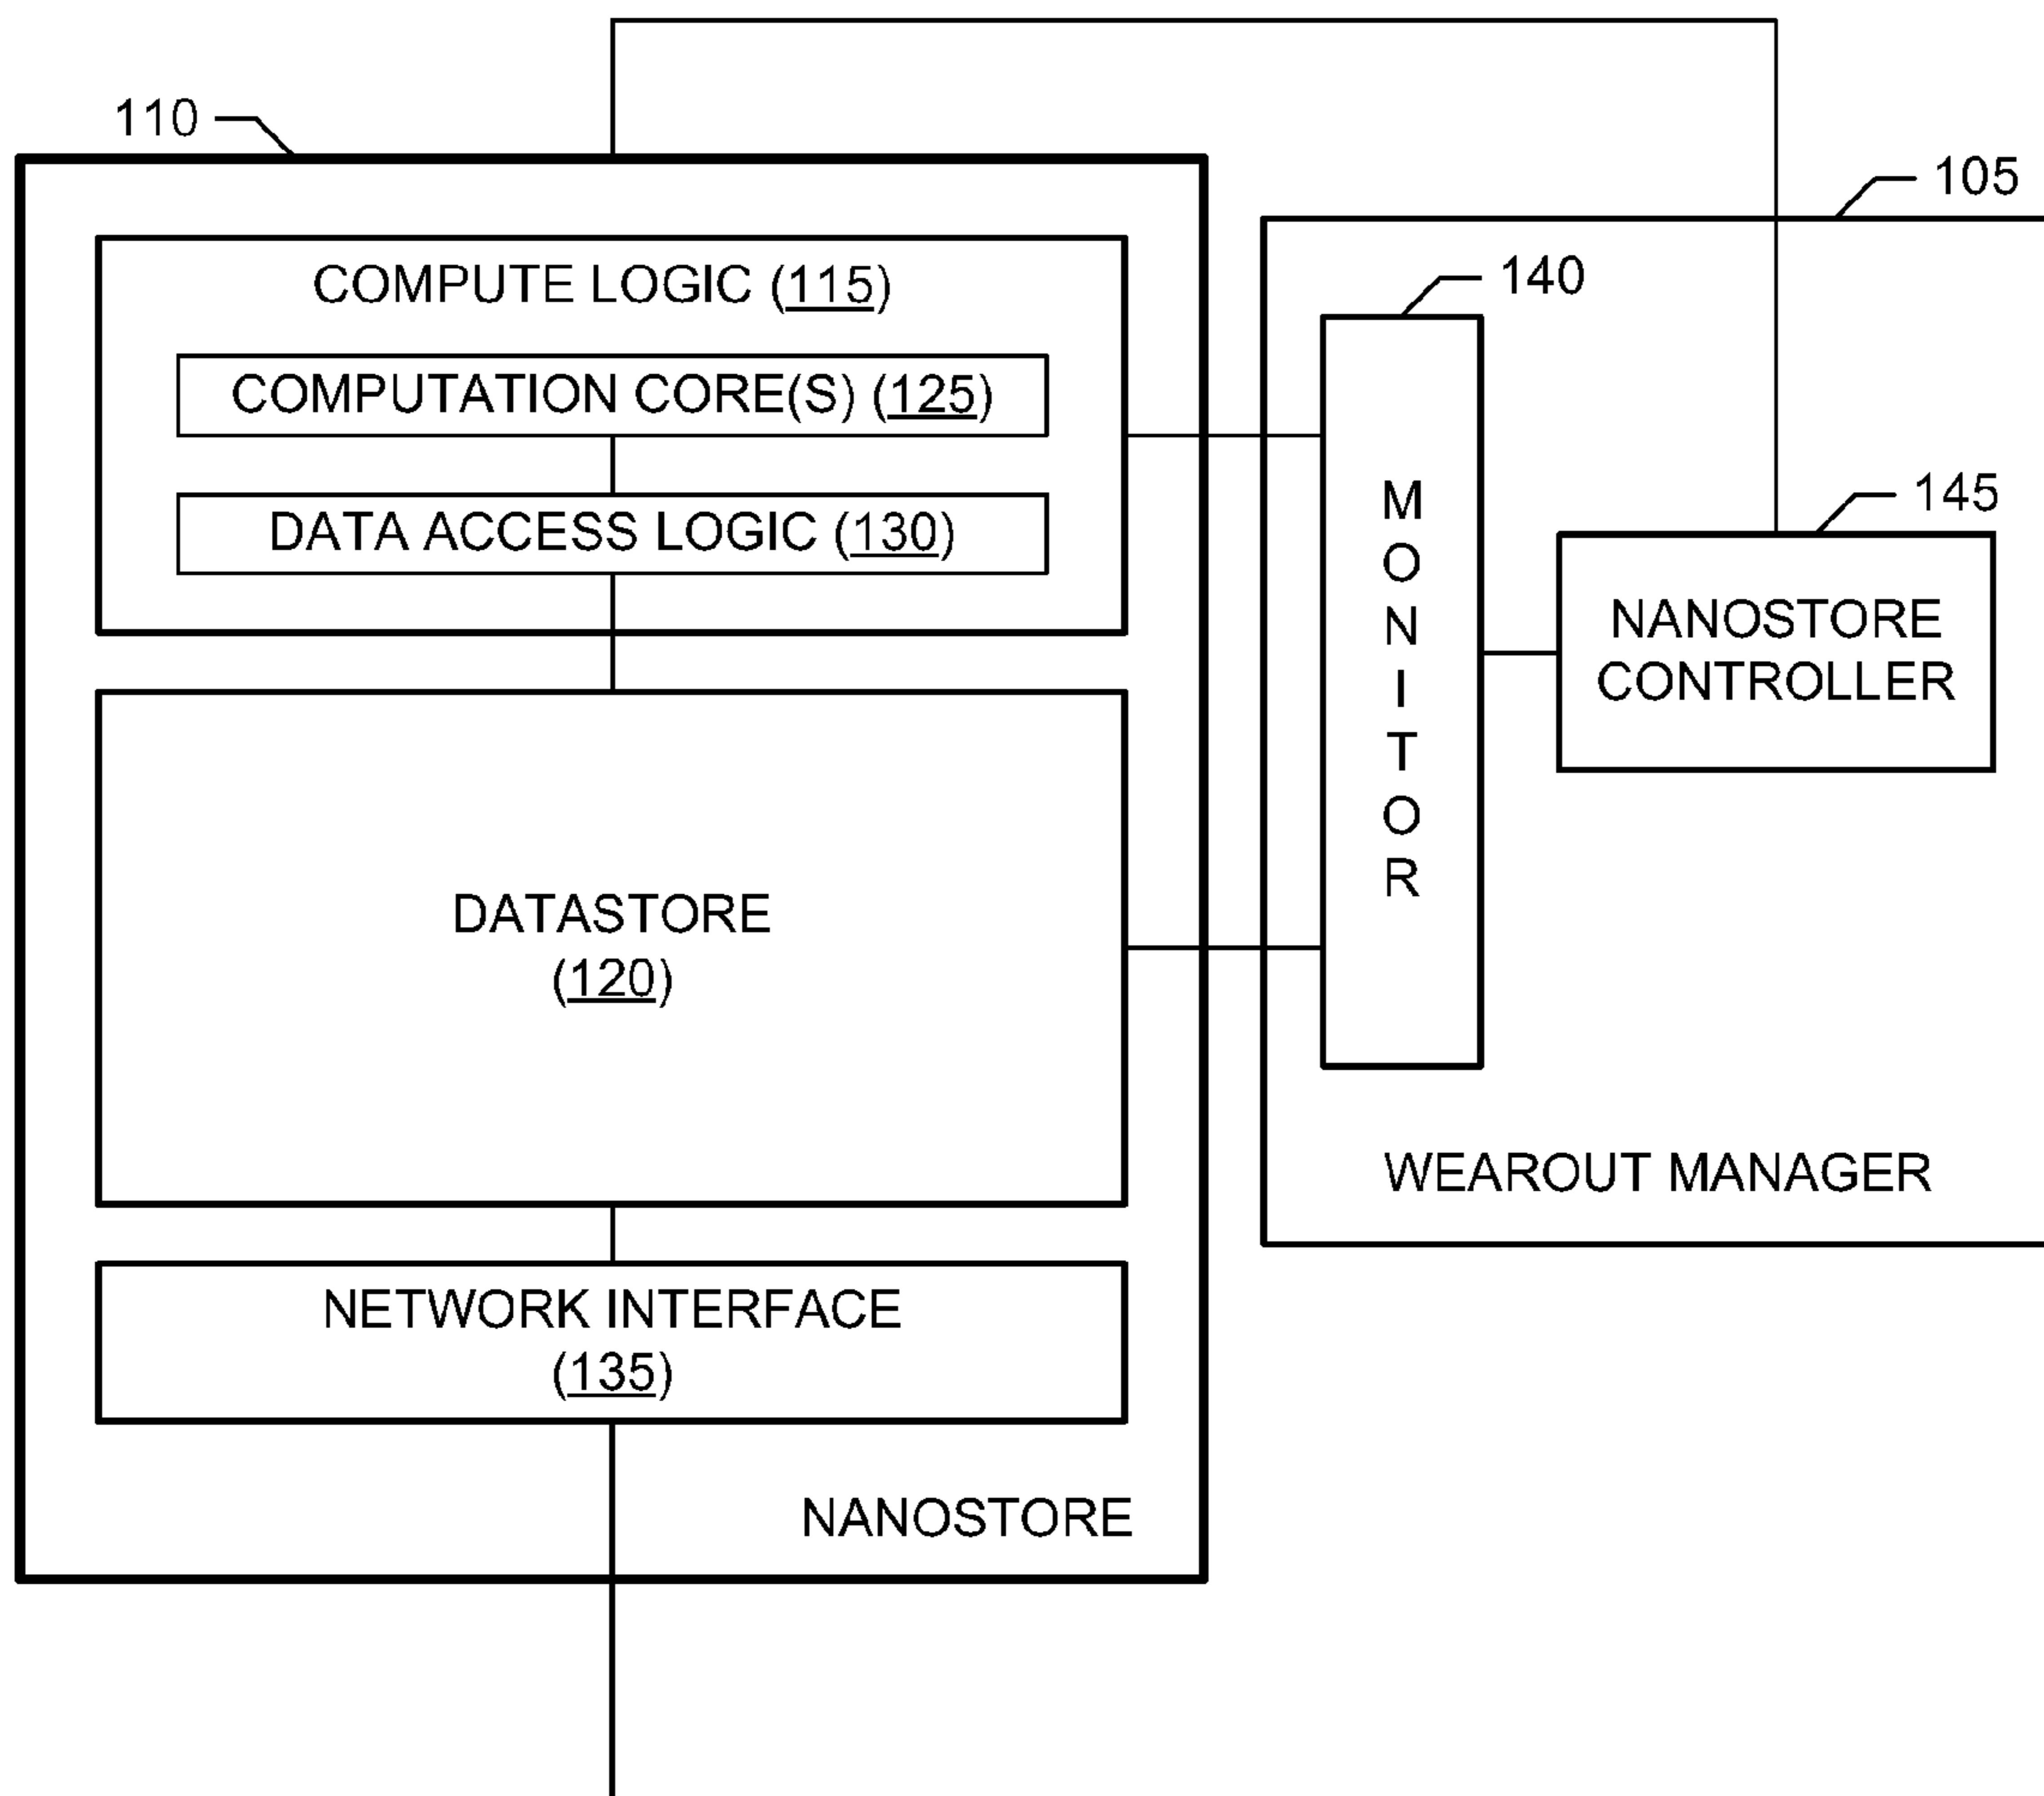 110
105
COMPUTE LOGIC (115)
140
COMPUTATION CORE(S) (125)
DATA ACCESS LOGIC (130)
MONITOR
145
NANOSTORE
CONTROLLER
DATASTORE
(120)
WEAROUT MANAGER
NETWORK INTERFACE
(135)
NANOSTORE